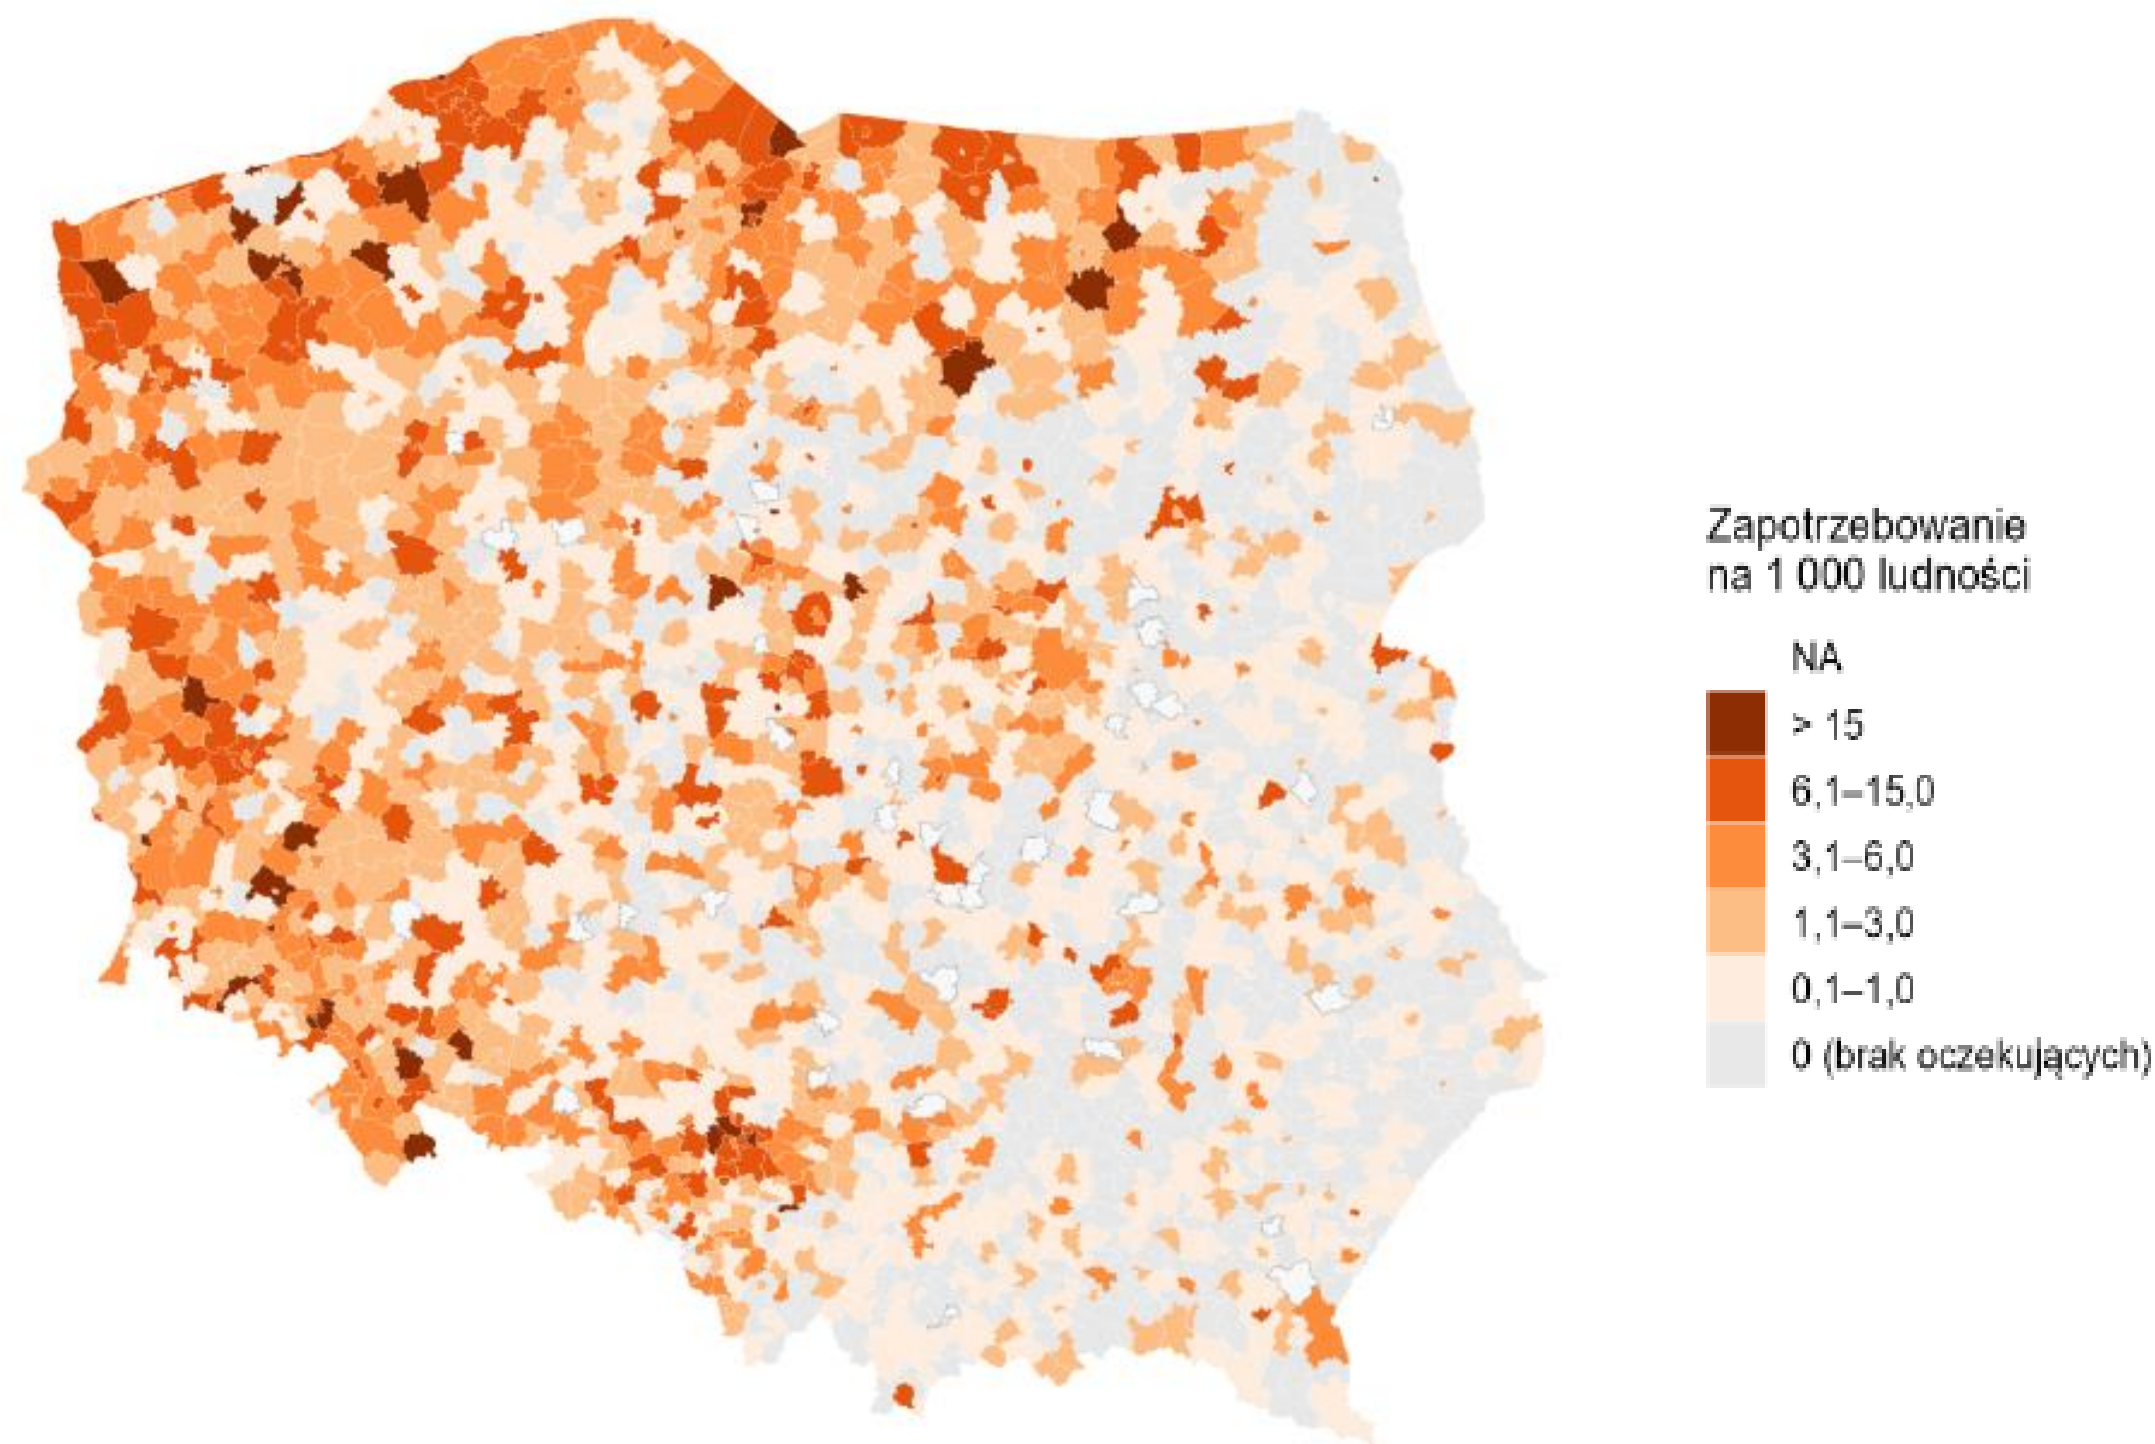 Zapotrzebowanie
na 1 000 ludności
NA
> 15
6,1–15,0
3,1–6,0
1,1–3,0
0,1–1,0
0 (brak oczekujących)